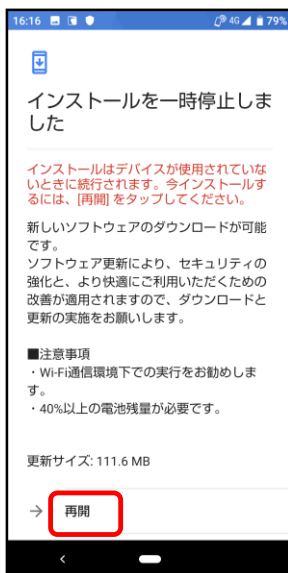 16:16 4G 79%
インストールを一時停止しま
した
インストールはデバイスが使用されていな
いときに続行されます。今インストールす
るには、[再開] をタップしてください。
新しいソフトウェアのダウンロードが可能
です。
ソフトウェア更新により、セキュリティの
強化と、より快適にご利用いただくための
改善が適用されますので、ダウンロードと
更新の実施をお願いします。
■注意事項
・Wi-Fi通信環境下での実行をお勧めしま
す。
・40%以上の電池残量が必要です。
更新サイズ: 111.6 MB
再開